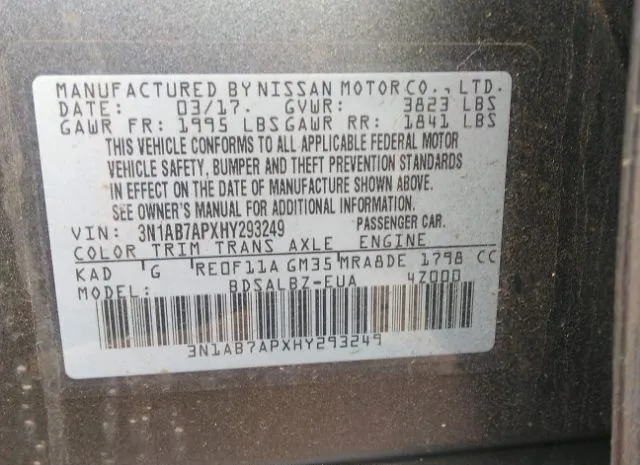 MANUFACTURED BY NISSAN MOTOR CO., LTD.
DATE: 03/17. GVWR: 3823 LBS
GAWR FR: 1995 LBS GAWR RR: 1841 LBS
THIS VEHICLE CONFORMS TO ALL APPLICABLE FEDERAL MOTOR
VEHICLE SAFETY, BUMPER AND THEFT PREVENTION STANDARDS
IN EFFECT ON THE DATE OF MANUFACTURE SHOWN ABOVE.
SEE OWNER'S MANUAL FOR ADDITIONAL INFORMATION.
VIN: 3N1AB7APXHY293249 PASSENGER CAR.
COLOR TRIM TRANS AXLE ENGINE
KAD G RE0F11A GM35 MRA8DE 1798 CC
MODEL: BDSALBZ-EUA 4Z000
3N1AB7APXHY293249